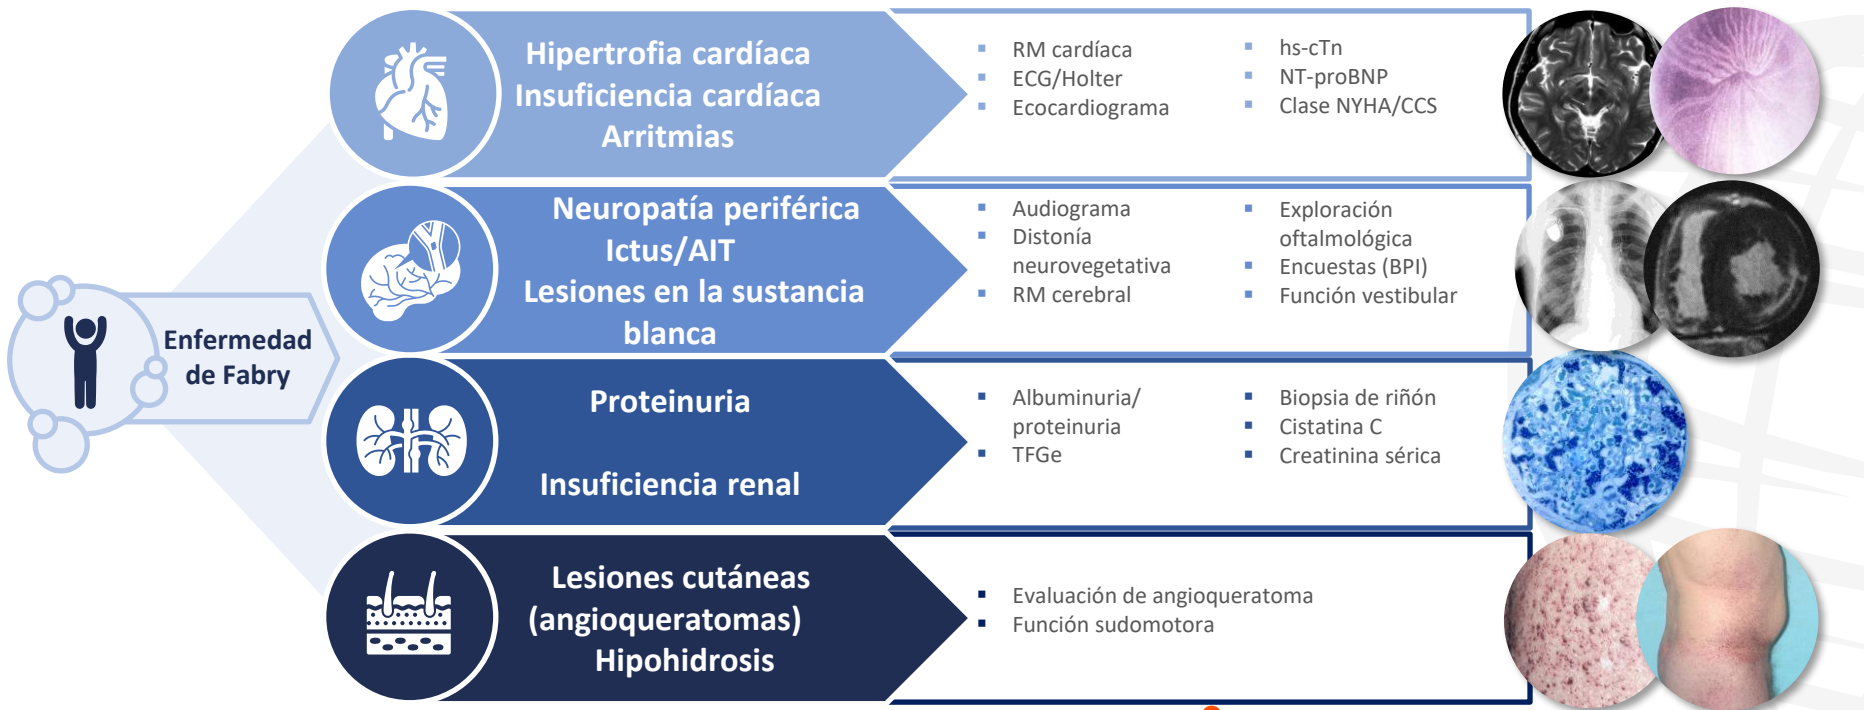 Enfermedad
de Fabry
Hipertrofia cardíaca
Insuficiencia cardíaca
Arritmias
▪ RM cardíaca
▪ ECG/Holter
▪ Ecocardiograma
▪ hs-cTn
▪ NT-proBNP
▪ Clase NYHA/CCS
Neuropatía periférica
Ictus/AIT
Lesiones en la sustancia
blanca
▪ Audiograma
▪ Distonía
neurovegetativa
▪ RM cerebral
▪ Exploración
oftalmológica
▪ Encuestas (BPI)
▪ Función vestibular
Proteinuria
Insuficiencia renal
▪ Albuminuria/
proteinuria
▪ TFGe
▪ Biopsia de riñón
▪ Cistatina C
▪ Creatinina sérica
Lesiones cutáneas
(angioqueratomas)
Hipohidrosis
▪ Evaluación de angioqueratoma
▪ Función sudomotora